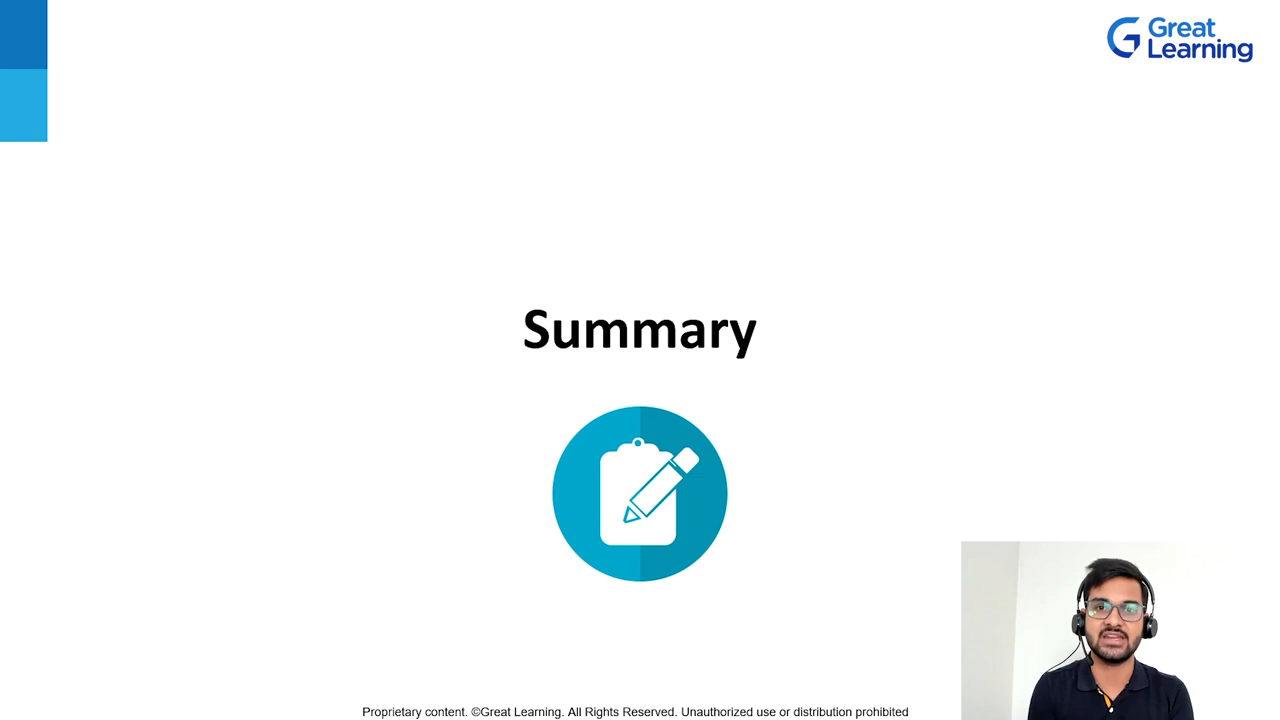 Great
Learning
Summary
Proprietary content. ©Great Learning. All Rights Reserved. Unauthorized use or distribution prohibited